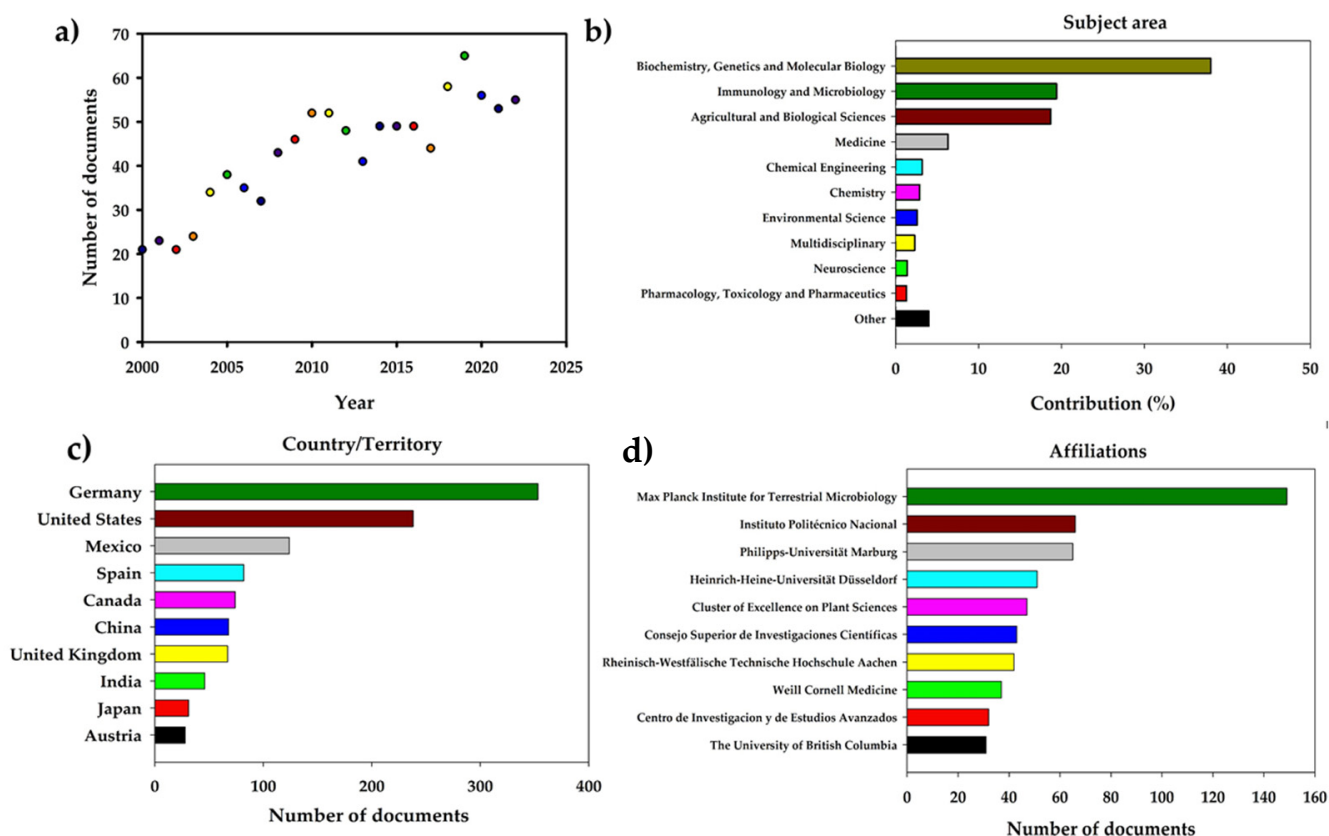 a)
Number of documents
70
60
50
40
30
20
10
0
2000
2005
2010
2015
2020
2025
Year
b)
Subject area
Biochemistry, Genetics and Molecular Biology
Immunology and Microbiology
Agricultural and Biological Sciences
Medicine
Chemical Engineering
Chemistry
Environmental Science
Multidisciplinary
Neuroscience
Pharmacology, Toxicology and Pharmaceutics
Other
0
10
20
30
40
50
Contribution (%)
c)
Country/Territory
Germany
United States
Mexico
Spain
Canada
China
United Kingdom
India
Japan
Austria
0
100
200
300
400
Number of documents
d)
Affiliations
Max Planck Institute for Terrestrial Microbiology
Instituto Politécnico Nacional
Philipps-Universität Marburg
Heinrich-Heine-Universität Düsseldorf
Cluster of Excellence on Plant Sciences
Consejo Superior de Investigaciones Científicas
Rheinisch-Westfälische Technische Hochschule Aachen
Weill Cornell Medicine
Centro de Investigacion y de Estudios Avanzados
The University of British Columbia
0
20
40
60
80
100
120
140
160
Number of documents